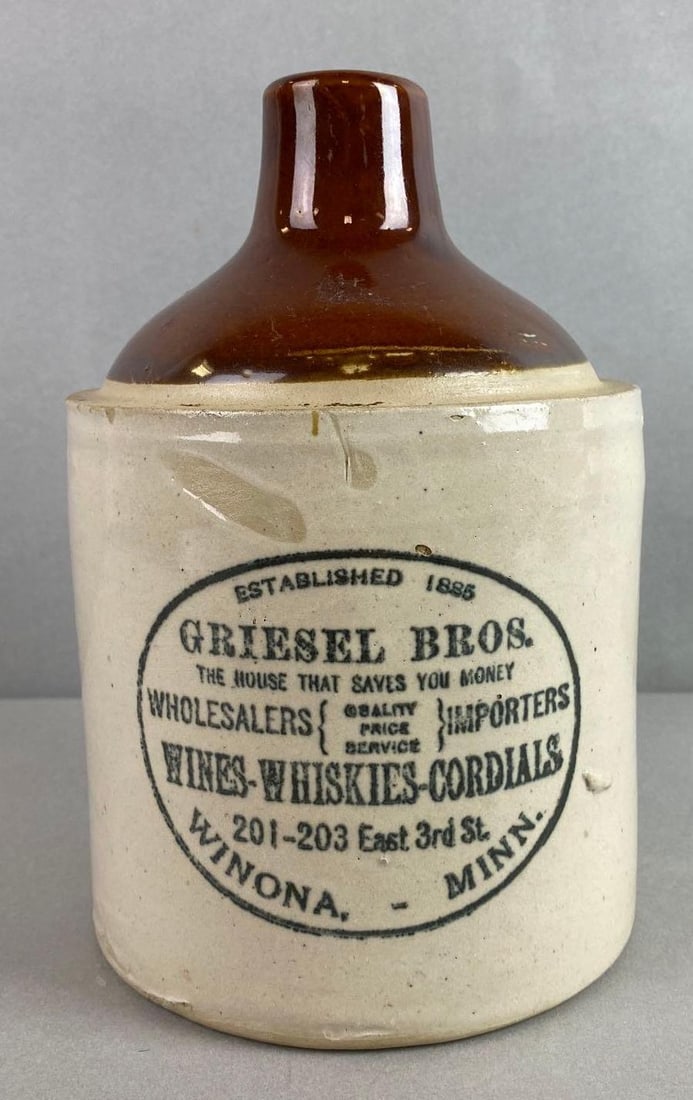 ESTABLISHED 1885
GRIESEL BROS.
THE HOUSE THAT SAVES YOU MONEY
WHOLESALERS { QUALITY PRICE SERVICE } IMPORTERS
WINES-WHISKIES-CORDIALS.
201-203 East 3rd St.
WINONA, - MINN.